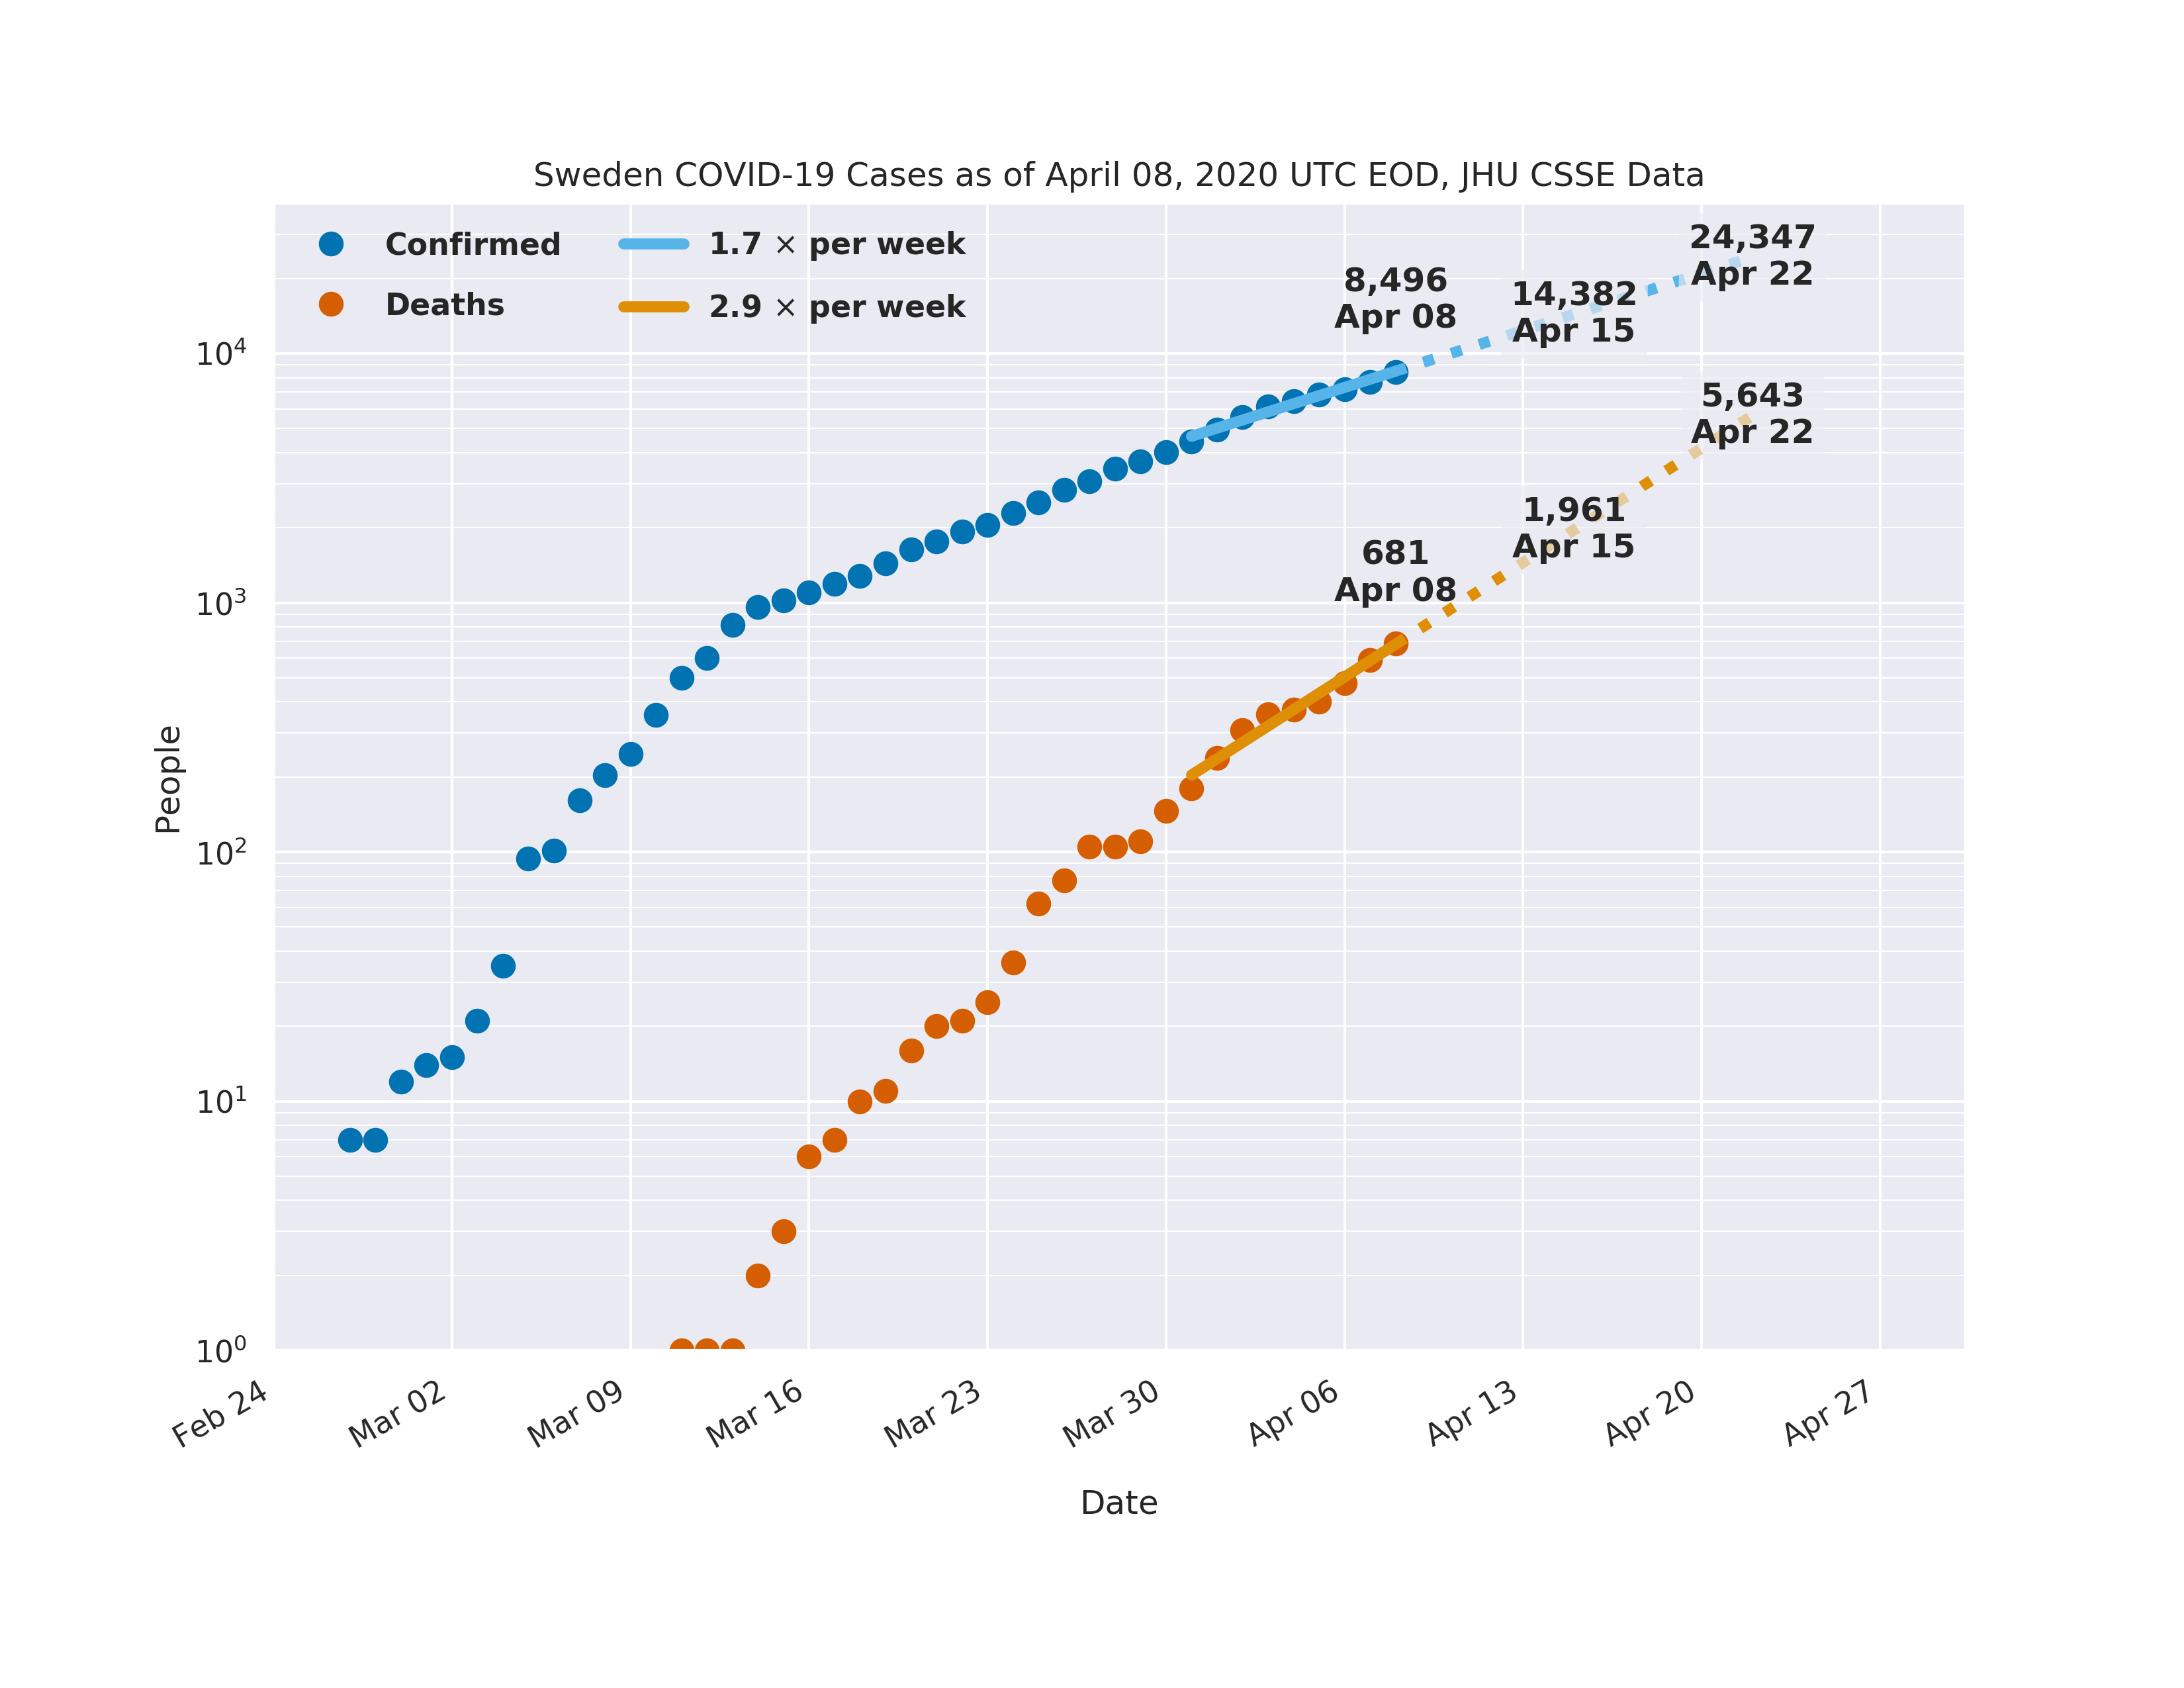 Sweden COVID-19 Cases as of April 08, 2020 UTC EOD, JHU CSSE Data
Confirmed
Deaths
1.7 × per week
2.9 × per week
24,347
Apr 22
8,496
Apr 08
14,382
Apr 15
5,643
Apr 22
1,961
Apr 15
681
Apr 08
People
10⁴
10³
10²
10¹
10⁰
Feb 24
Mar 02
Mar 09
Mar 16
Mar 23
Mar 30
Apr 06
Apr 13
Apr 20
Apr 27
Date